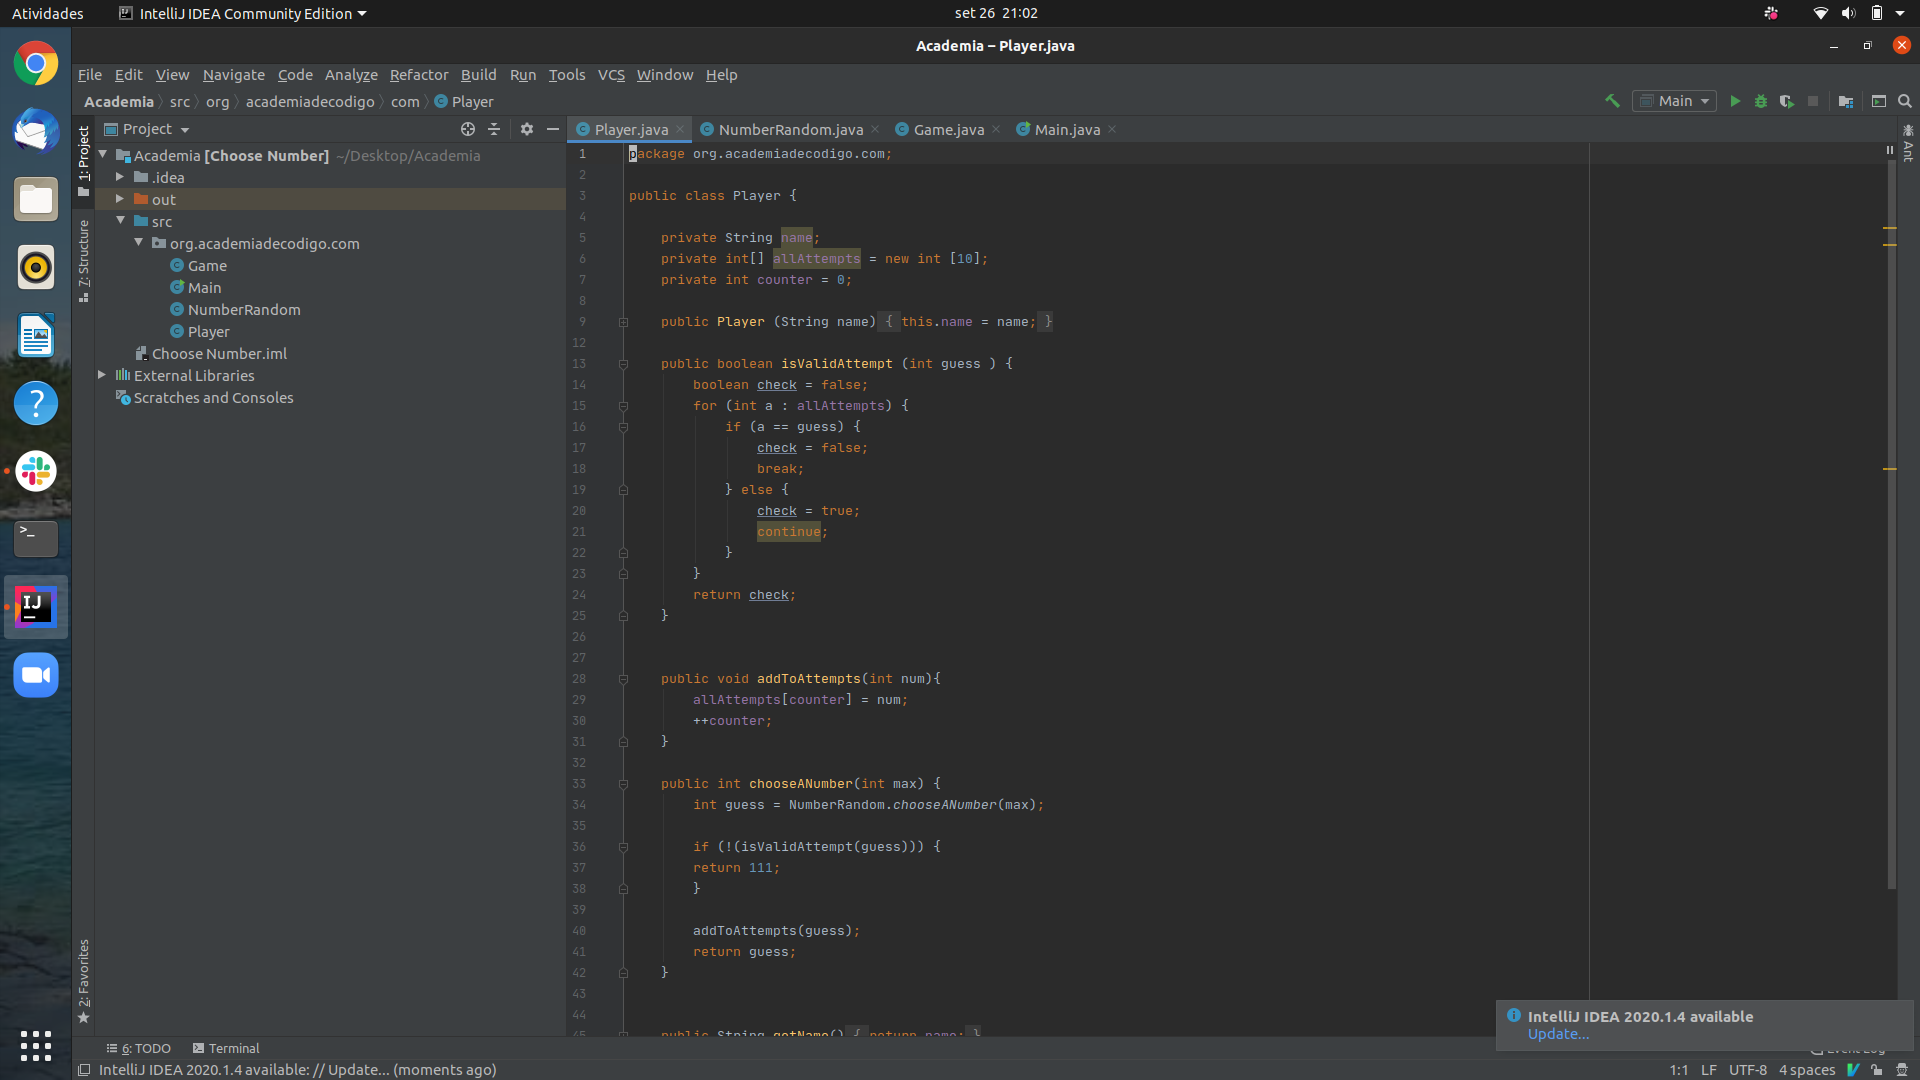 Atividades IntelliJ IDEA Community Edition set 26 21:02
Academia – Player.java
File Edit View Navigate Code Analyze Refactor Build Run Tools VCS Window Help
Academia src org academiadecodigo com Player Main
1: Project
7: Structure
2: Favorites
Project
Academia [Choose Number] ~/Desktop/Academia
.idea
out
src
org.academiadecodigo.com
Game
Main
NumberRandom
Player
Choose Number.iml
External Libraries
Scratches and Consoles
Player.java NumberRandom.java Game.java Main.java
1 package org.academiadecodigo.com;
2
3 public class Player {
4
5 private String name;
6 private int[] allAttempts = new int [10];
7 private int counter = 0;
8
9 public Player (String name) { this.name = name; }
12
13 public boolean isValidAttempt (int guess ) {
14 boolean check = false;
15 for (int a : allAttempts) {
16 if (a == guess) {
17 check = false;
18 break;
19 } else {
20 check = true;
21 continue;
22 }
23 }
24 return check;
25 }
26
27
28 public void addToAttempts(int num){
29 allAttempts[counter] = num;
30 ++counter;
31 }
32
33 public int chooseANumber(int max) {
34 int guess = NumberRandom.chooseANumber(max);
35
36 if (!(isValidAttempt(guess))) {
37 return 111;
38 }
39
40 addToAttempts(guess);
41 return guess;
42 }
43
44
45 public String getName() { return name; }
Ant
IntelliJ IDEA 2020.1.4 available
Update...
6: TODO Terminal Event Log
IntelliJ IDEA 2020.1.4 available: // Update... (moments ago) 1:1 LF UTF-8 4 spaces